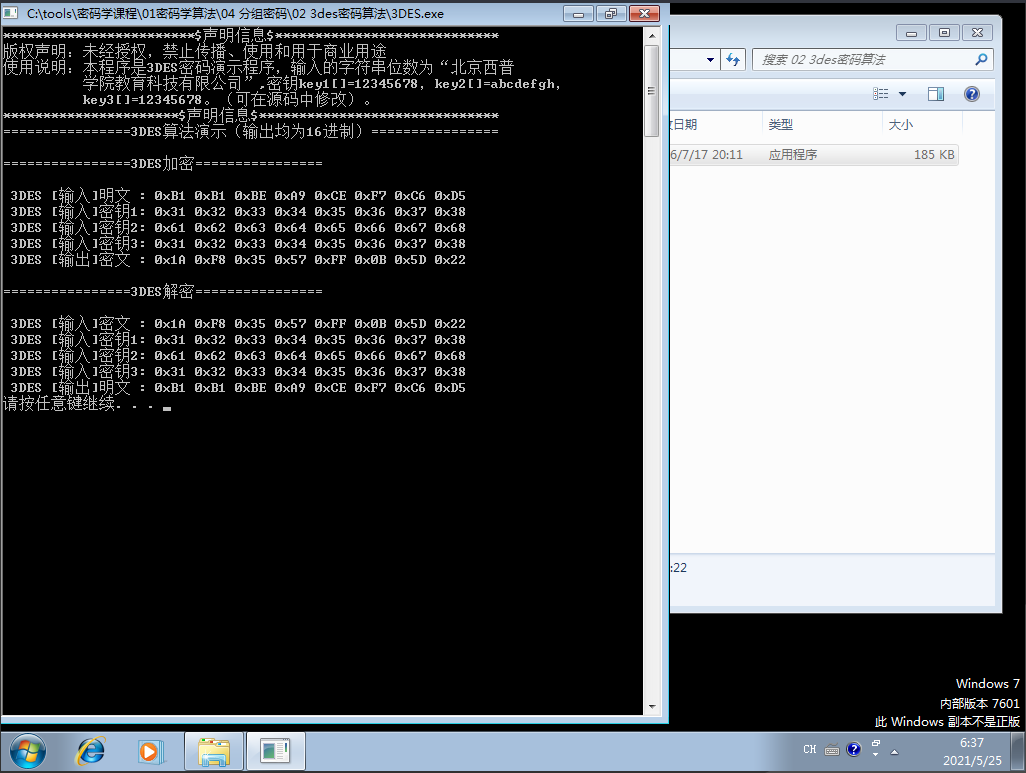 C:\tools\密码学课程\01密码学算法\04 分组密码\02 3des密码算法\3DES.exe
************************$声明信息$****************************
版权声明：未经授权，禁止传播、使用和用于商业用途
使用说明：本程序是3DES密码演示程序，输入的字符串位数为“北京西普
学院教育科技有限公司”,密钥key1[]=12345678, key2[]=abcdefgh,
key3[]=12345678。（可在源码中修改）。
**********************$声明信息$******************************
================3DES算法演示（输出均为16进制）================
================3DES加密================
3DES [输入]明文 : 0xB1 0xB1 0xBE 0xA9 0xCE 0xF7 0xC6 0xD5
3DES [输入]密钥1: 0x31 0x32 0x33 0x34 0x35 0x36 0x37 0x38
3DES [输入]密钥2: 0x61 0x62 0x63 0x64 0x65 0x66 0x67 0x68
3DES [输入]密钥3: 0x31 0x32 0x33 0x34 0x35 0x36 0x37 0x38
3DES [输出]密文 : 0x1A 0xF8 0x35 0x57 0xFF 0x0B 0x5D 0x22
================3DES解密================
3DES [输入]密文 : 0x1A 0xF8 0x35 0x57 0xFF 0x0B 0x5D 0x22
3DES [输入]密钥1: 0x31 0x32 0x33 0x34 0x35 0x36 0x37 0x38
3DES [输入]密钥2: 0x61 0x62 0x63 0x64 0x65 0x66 0x67 0x68
3DES [输入]密钥3: 0x31 0x32 0x33 0x34 0x35 0x36 0x37 0x38
3DES [输出]明文 : 0xB1 0xB1 0xBE 0xA9 0xCE 0xF7 0xC6 0xD5
请按任意键继续. . .
搜索 02 3des密码算法
日期 类型 大小
6/7/17 20:11 应用程序 185 KB
:22
Windows 7
内部版本 7601
此 Windows 副本不是正版
CH
6:37
2021/5/25